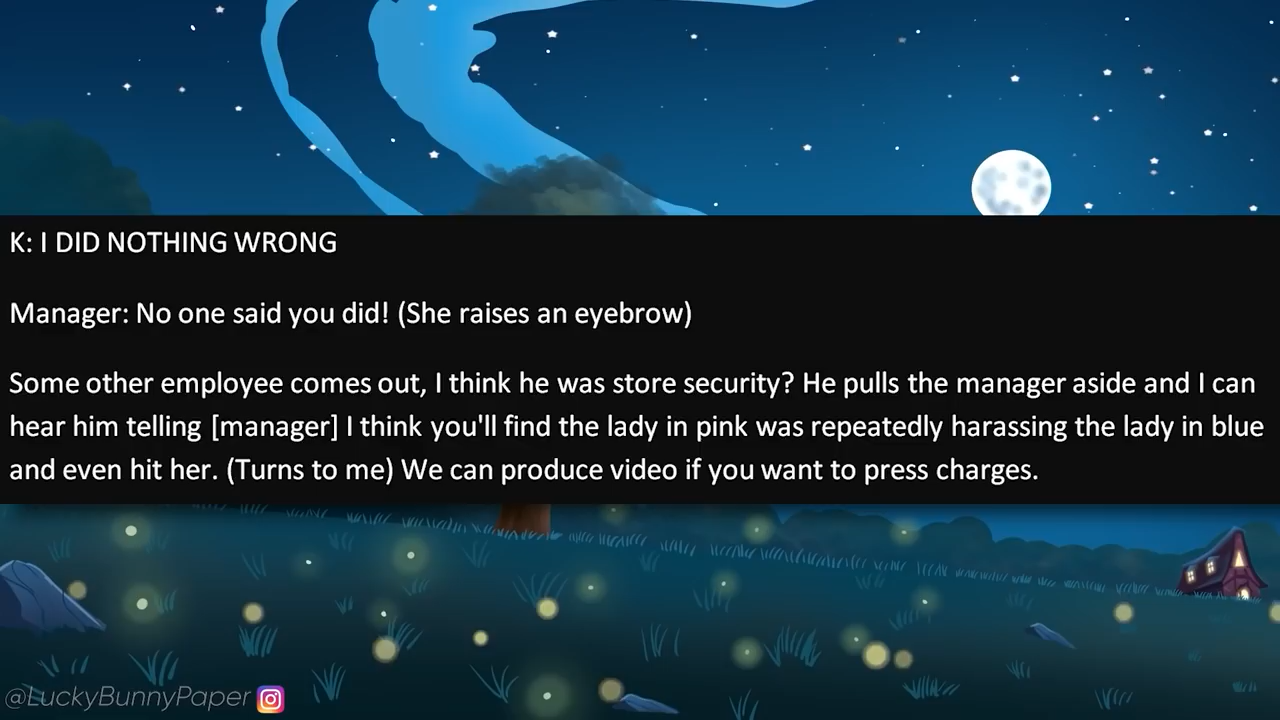 K: I DID NOTHING WRONG
Manager: No one said you did! (She raises an eyebrow)
Some other employee comes out, I think he was store security? He pulls the manager aside and I can
hear him telling [manager] I think you'll find the lady in pink was repeatedly harassing the lady in blue
and even hit her. (Turns to me) We can produce video if you want to press charges.
@LuckyBunnyPaper